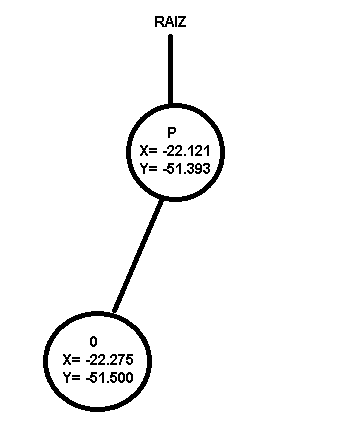 RAIZ
P
X= -22.121
Y= -51.393
0
X= -22.275
Y= -51.500